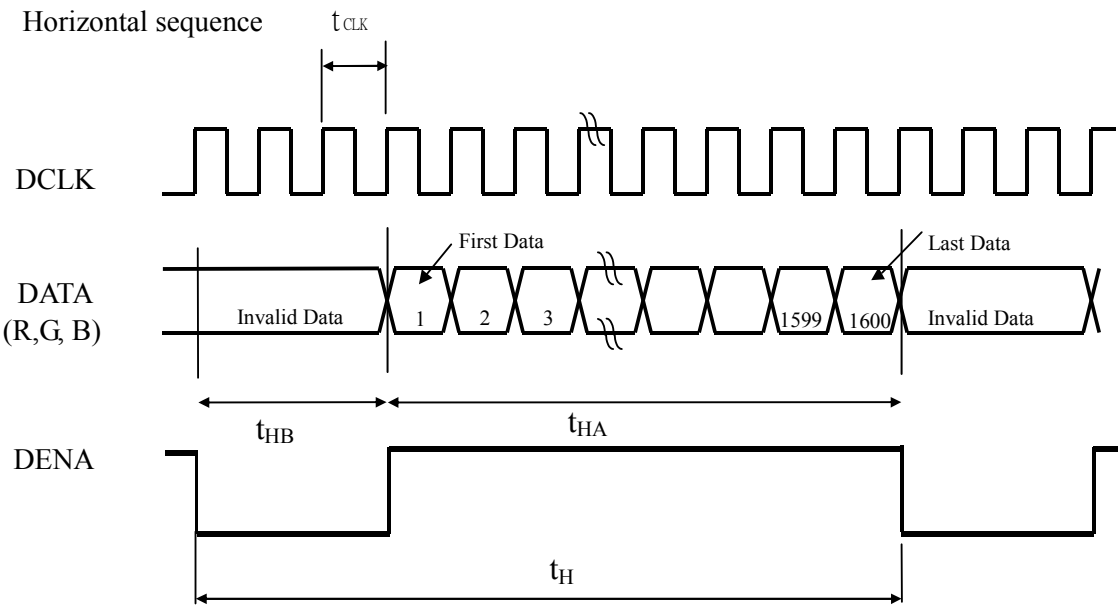 Horizontal sequence
tCLK
DCLK
First Data
Last Data
DATA
(R,G, B)
Invalid Data
1
2
3
1599
1600
Invalid Data
tHB
tHA
DENA
tH